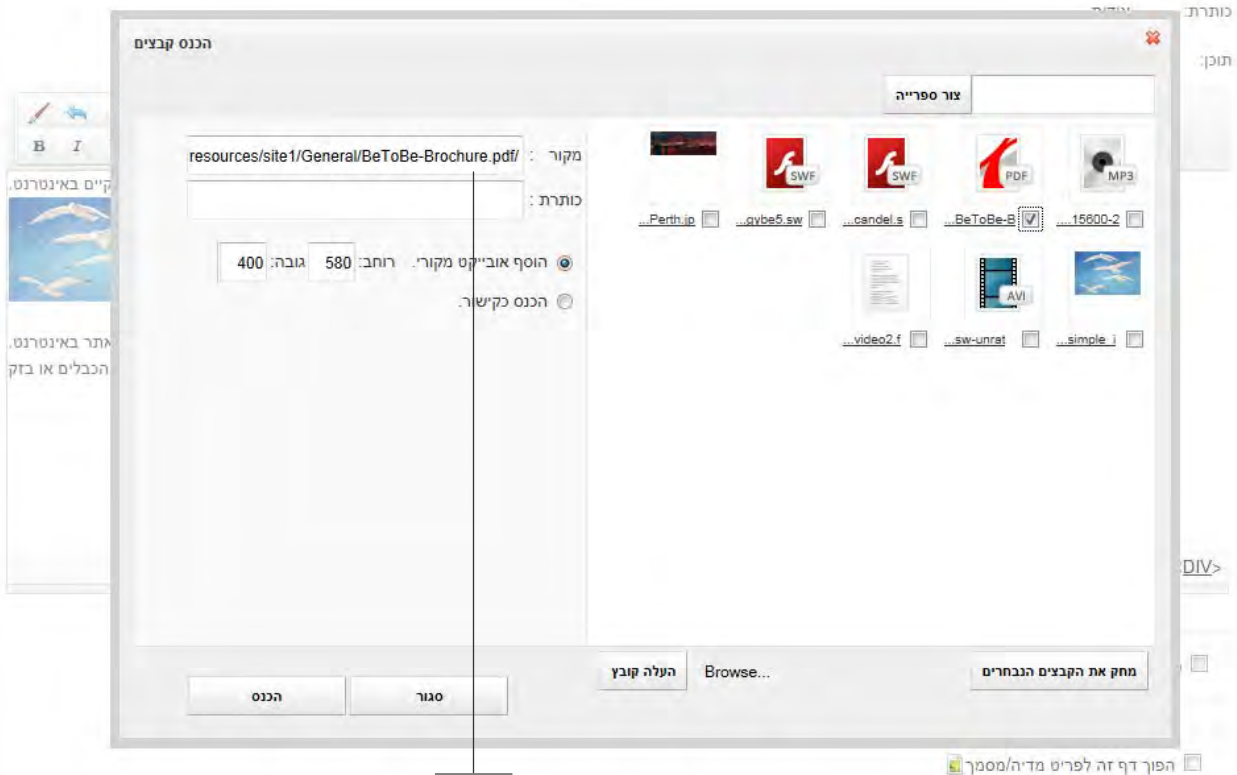 כותרת:
הכנס קבצים
תוכן:
צור ספרייה
B I
מקור : resources/site1/General/BeToBe-Brochure.pdf/
כותרת :
SWF SWF PDF MP3
...15600-2 ...BeToBe-B ...candel.s ...gybe5.sw ...Perth.jp
הוסף אובייקט מקורי. רוחב: 580 גובה: 400
הכנס כקישור.
AVI
...simple_i ...sw-unrat ...video2.f
קיים באינטרנט.
אתר באינטרנט.
הכבלים או בזק
DIV>
מחק את הקבצים הנבחרים
Browse...
העלה קובץ
סגור
הכנס
הפוך דף זה לפריט מדיה/מסמך